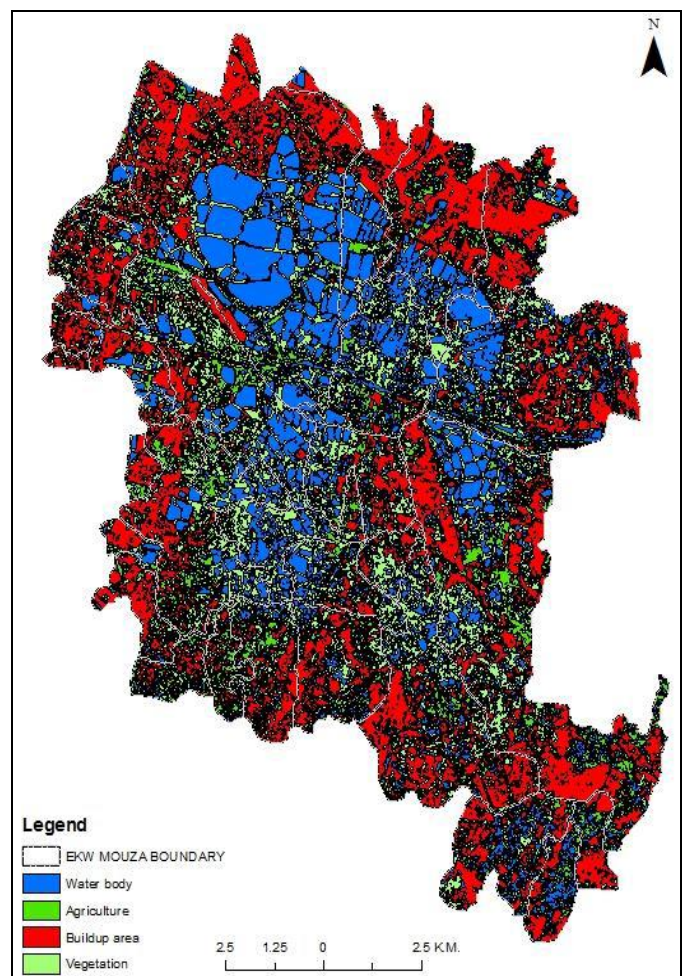 N
Legend
EKW MOUZA BOUNDARY
Water body
Agriculture
Buildup area
Vegetation
2.5 1.25 0 2.5 K.M.